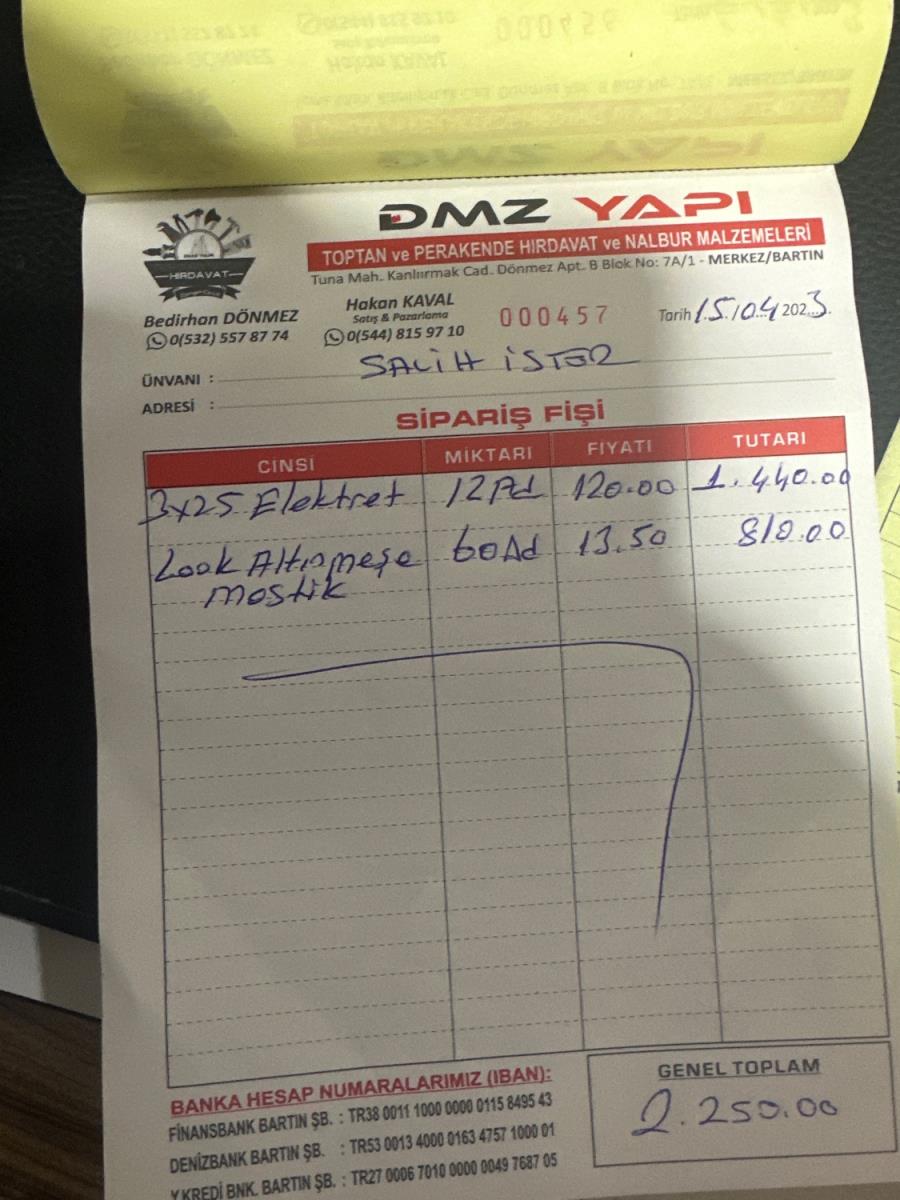 DMZ YAPI
TOPTAN ve PERAKENDE HIRDAVAT ve NALBUR MALZEMELERİ
Tuna Mah. Kanlıırmak Cad. Dönmez Apt. B Blok No: 7A/1 - MERKEZ/BARTIN
HIRDAVAT
Bedirhan DÖNMEZ
0(532) 557 87 74
Hakan KAVAL
Satış & Pazarlama
0(544) 815 97 10
000457
Tarih 15/04/2023.
ÜNVANI : SALİH İSTER
ADRESİ :
SİPARİŞ FİŞİ
CİNSİ MİKTARI FİYATI TUTARI
3x25 Elektret 12 Ad 120.00 1.440.00
Look Altınmeşe 60 Ad 13.50 810.00
mastik
BANKA HESAP NUMARALARIMIZ (IBAN):
FİNANSBANK BARTIN ŞB. : TR38 0011 1000 0000 0115 8495 43
DENİZBANK BARTIN ŞB. : TR53 0013 4000 0163 4757 1000 01
Y.KREDİ BNK. BARTIN ŞB. : TR27 0006 7010 0000 0049 7687 05
GENEL TOPLAM
2.250.00